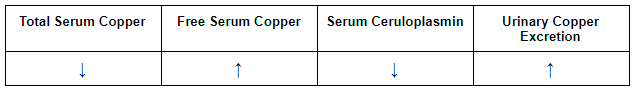 Total Serum Copper Free Serum Copper Serum Ceruloplasmin Urinary Copper
Excretion
↓ ↑ ↓ ↑